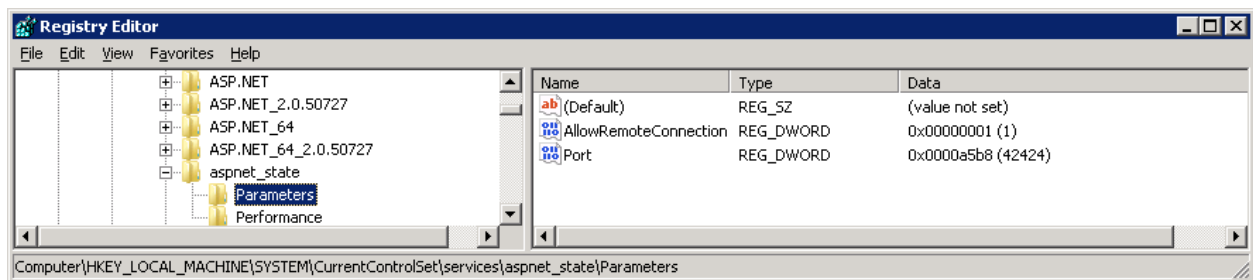 Registry Editor
File Edit View Favorites Help
ASP.NET
ASP.NET_2.0.50727
ASP.NET_64
ASP.NET_64_2.0.50727
aspnet_state
Parameters
Performance
Name Type Data
(Default) REG_SZ (value not set)
AllowRemoteConnection REG_DWORD 0x00000001 (1)
Port REG_DWORD 0x0000a5b8 (42424)
Computer\HKEY_LOCAL_MACHINE\SYSTEM\CurrentControlSet\services\aspnet_state\Parameters